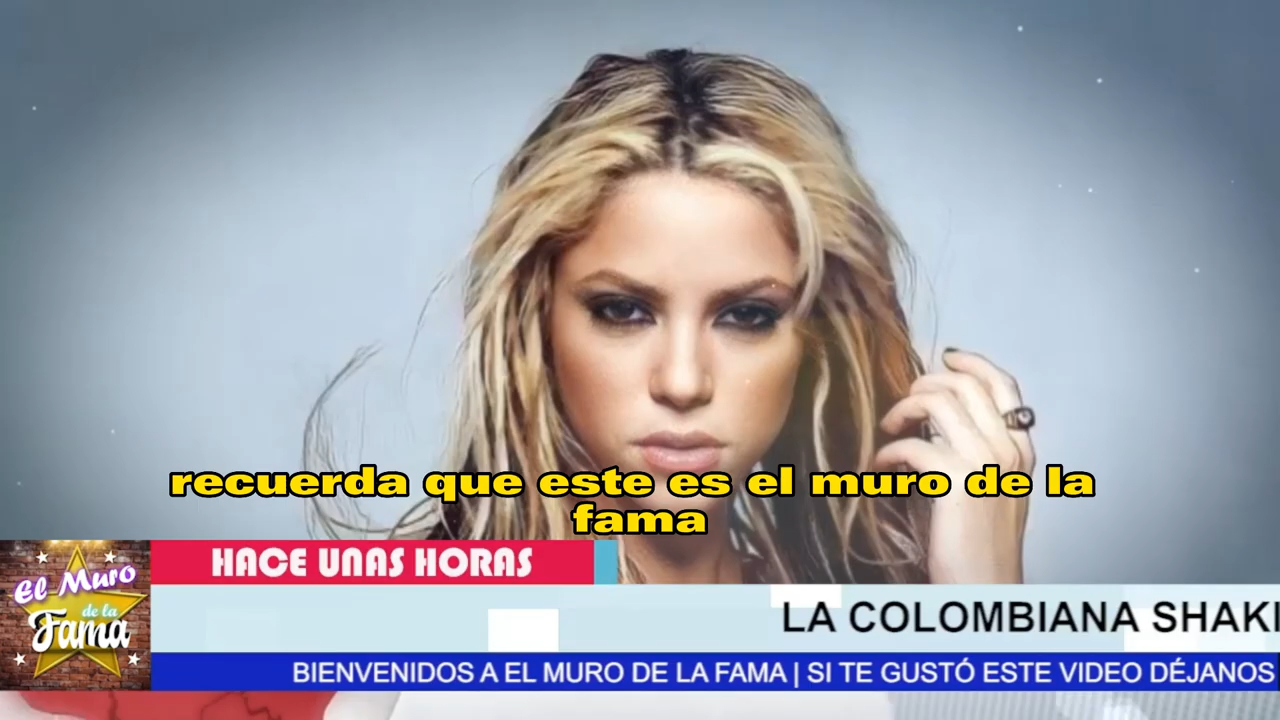 recuerda que este es el muro de la
fama
HACE UNAS HORAS
El Muro
de la
Fama
LA COLOMBIANA SHAKI
BIENVENIDOS A EL MURO DE LA FAMA | SI TE GUSTÓ ESTE VIDEO DÉJANOS